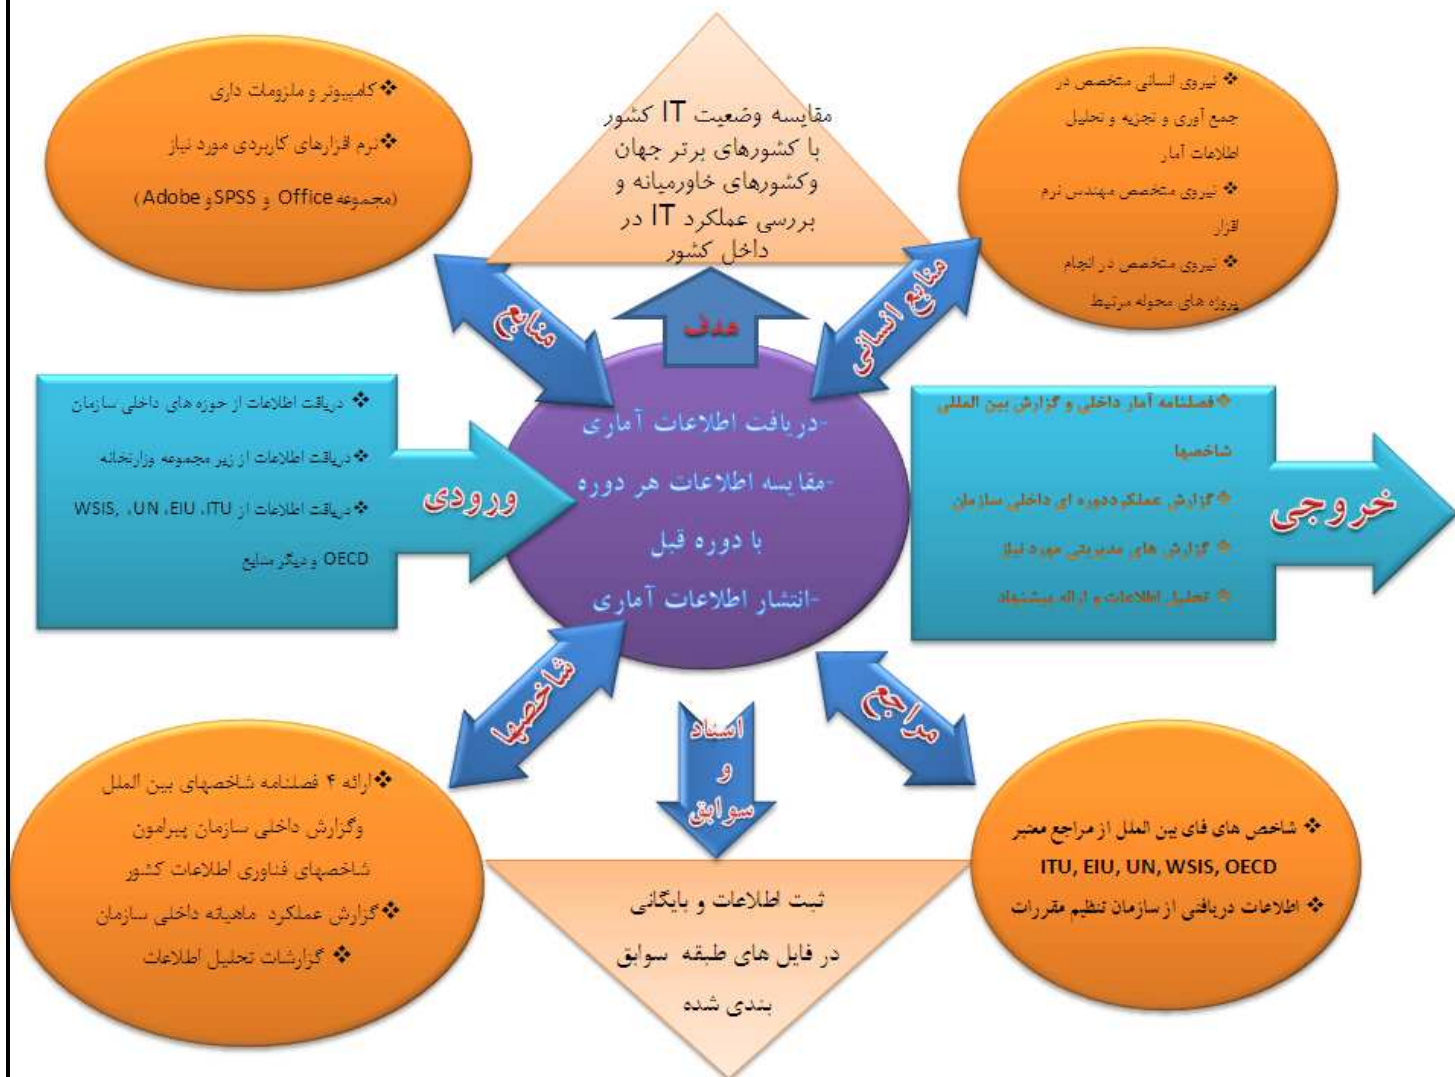 ❖ نیروی انسانی متخصص در
جمع آوری و تجزیه و تحلیل
اطلاعات آمار
❖ نیروی متخصص مهندس نرم
افزار
❖ نیروی متخصص در انجام
پروژه های محوله مرتبط
مقایسه وضعیت IT کشور
با کشورهای برتر جهان
وکشورهای خاورمیانه و
بررسی عملکرد IT در
داخل کشور
❖کامپیوتر و ملزومات داری
❖نرم افزارهای کاربردی مورد نیاز
(مجموعه Office و SPSS و Adobe)
منابع انسانی
هدف
منابع
❖فصلنامه آمار داخلی و گزارش بین المللی
شاخصها
❖ گزارش عملکرددوره ای داخلی سازمان
❖ گزارش های مدیریتی مورد نیاز
❖ تحلیل اطلاعات و ارائه پیشنهاد
خروجی
-دریافت اطلاعات آماری
-مقایسه اطلاعات هر دوره
با دوره قبل
-انتشار اطلاعات آماری
❖ دریافت اطلاعات از حوزه های داخلی سازمان
❖دریافت اطلاعات از زیر مجموعه وزارتخانه
❖دریافت اطلاعات از ITU، EIU، UN، WSIS,
OECD و دیگر منابع
ورودی
مراجع
اسناد
و
سوابق
شاخصها
❖ شاخص های فای بین الملل از مراجع معتبر
ITU, EIU, UN, WSIS, OECD
❖ اطلاعات دریافتی از سازمان تنظیم مقررات
ثبت اطلاعات و بایگانی
در فایل های طبقه سوابق
بندی شده
❖ارائه ۴ فصلنامه شاخصهای بین الملل
وگزارش داخلی سازمان پیرامون
شاخصهای فناوری اطلاعات کشور
❖گزارش عملکرد ماهیانه داخلی سازمان
❖ گزارشات تحلیل اطلاعات